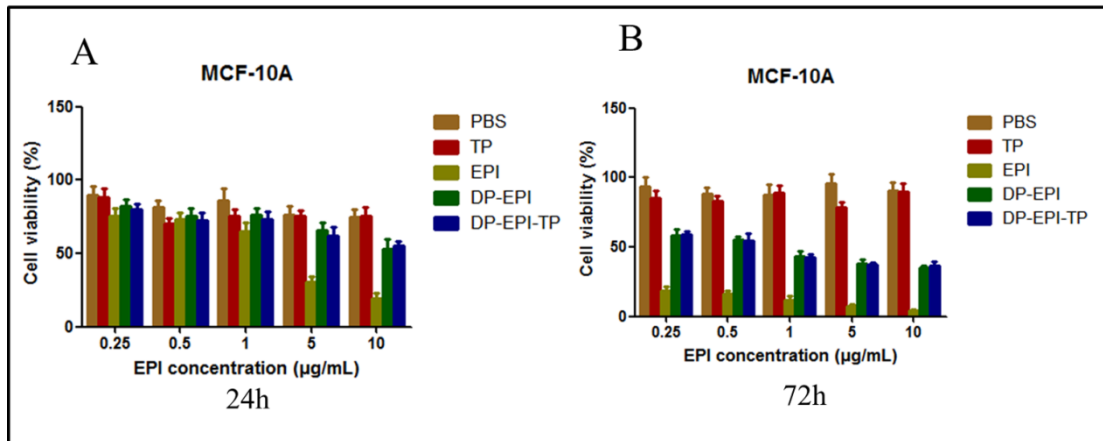 A
MCF-10A
150
100
50
0
Cell viability (%)
0.25 0.5 1 5 10
EPI concentration (µg/mL)
24h
PBS
TP
EPI
DP-EPI
DP-EPI-TP
B
MCF-10A
150
100
50
0
Cell viability (%)
0.25 0.5 1 5 10
EPI concentration (µg/mL)
72h
PBS
TP
EPI
DP-EPI
DP-EPI-TP